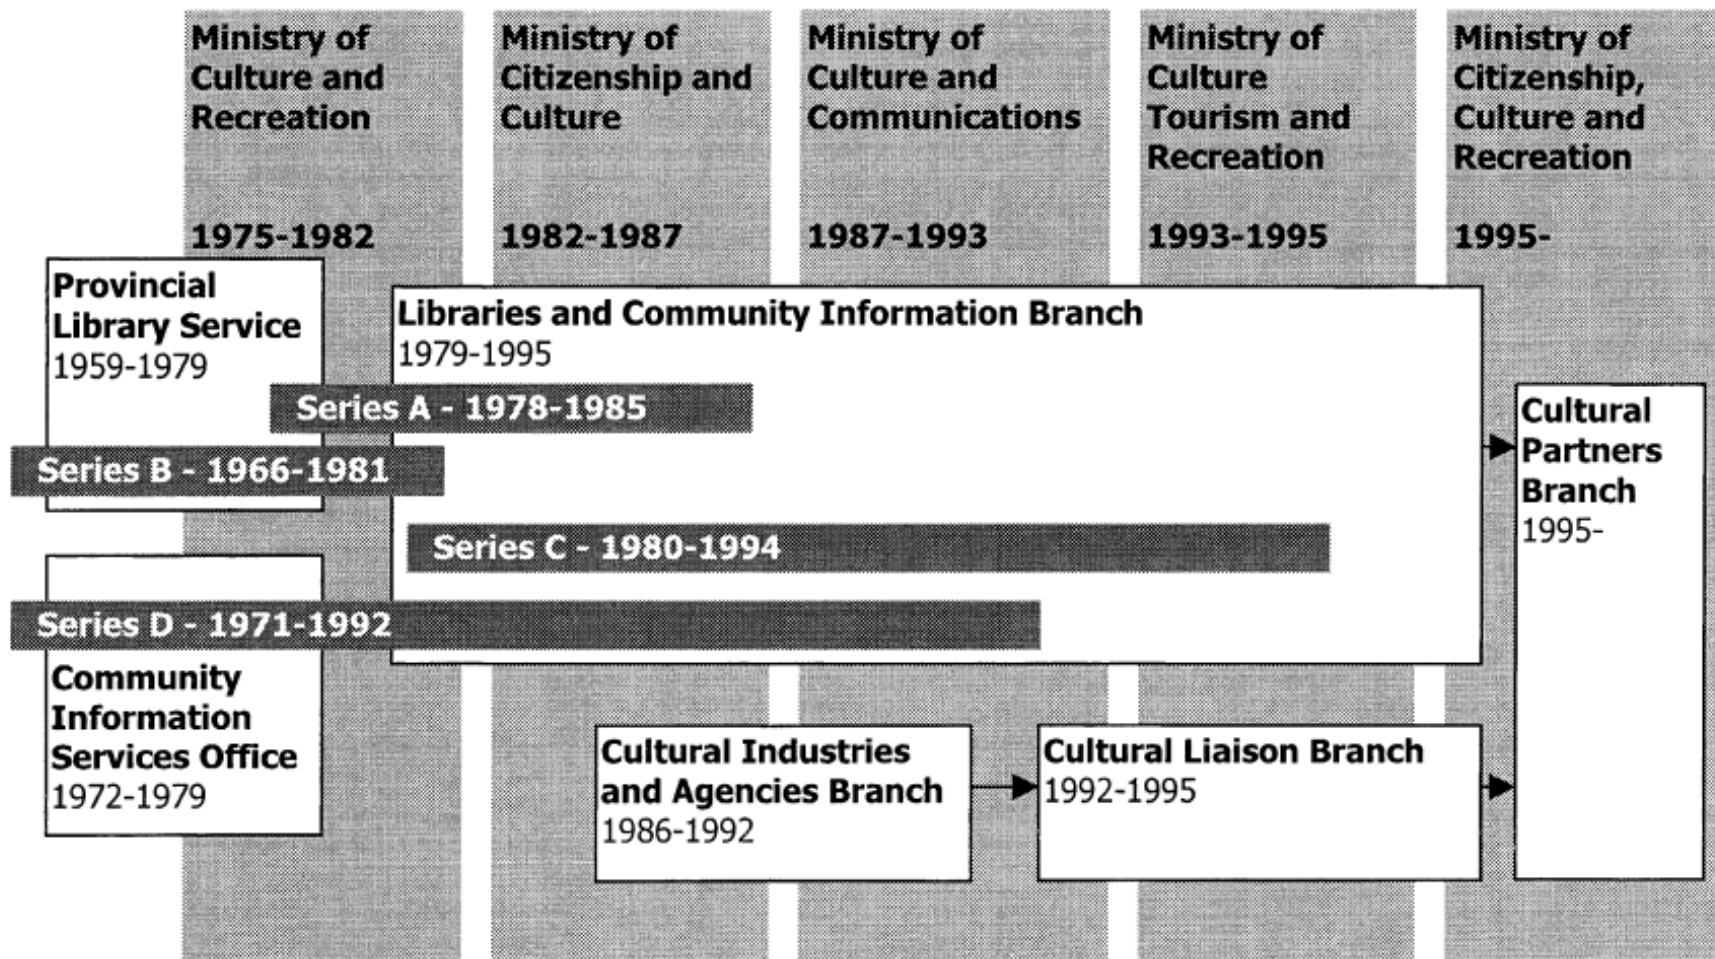 Ministry of
Culture and
Recreation
1975-1982
Ministry of
Citizenship and
Culture
1982-1987
Ministry of
Culture and
Communications
1987-1993
Ministry of
Culture
Tourism and
Recreation
1993-1995
Ministry of
Citizenship,
Culture and
Recreation
1995-
Provincial
Library Service
1959-1979
Libraries and Community Information Branch
1979-1995
Series A - 1978-1985
Series B - 1966-1981
Series C - 1980-1994
Series D - 1971-1992
Cultural
Partners
Branch
1995-
Community
Information
Services Office
1972-1979
Cultural Industries
and Agencies Branch
1986-1992
Cultural Liaison Branch
1992-1995